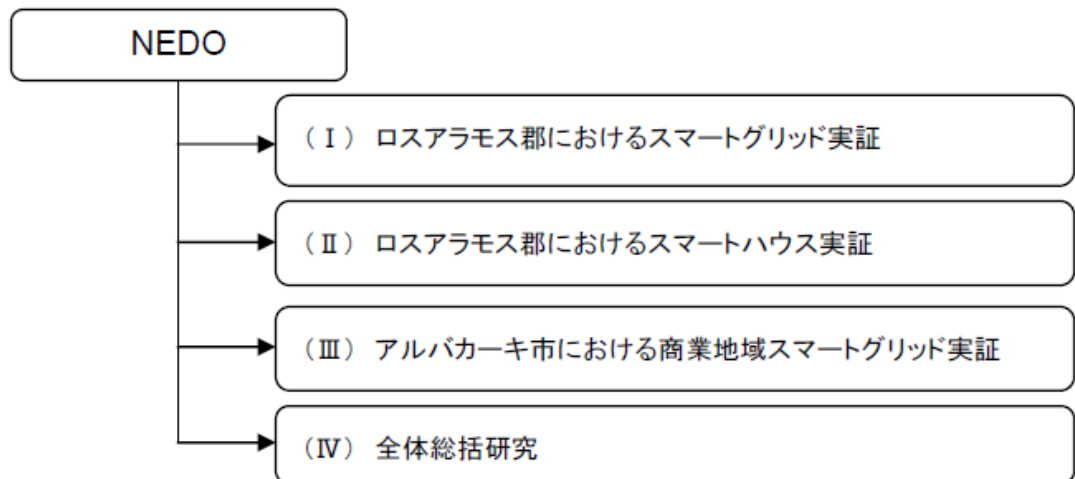 NEDO
（Ⅰ） ロスアラモス郡におけるスマートグリッド実証
（Ⅱ） ロスアラモス郡におけるスマートハウス実証
（Ⅲ） アルバカーキ市における商業地域スマートグリッド実証
（Ⅳ） 全体総括研究